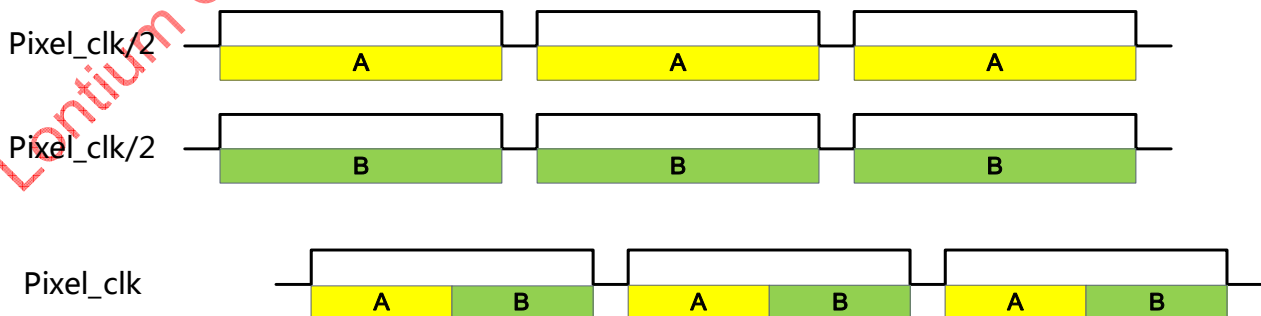 Pixel_clk/2
A A A
Pixel_clk/2
B B B
Pixel_clk
A B A B A B
Lontium